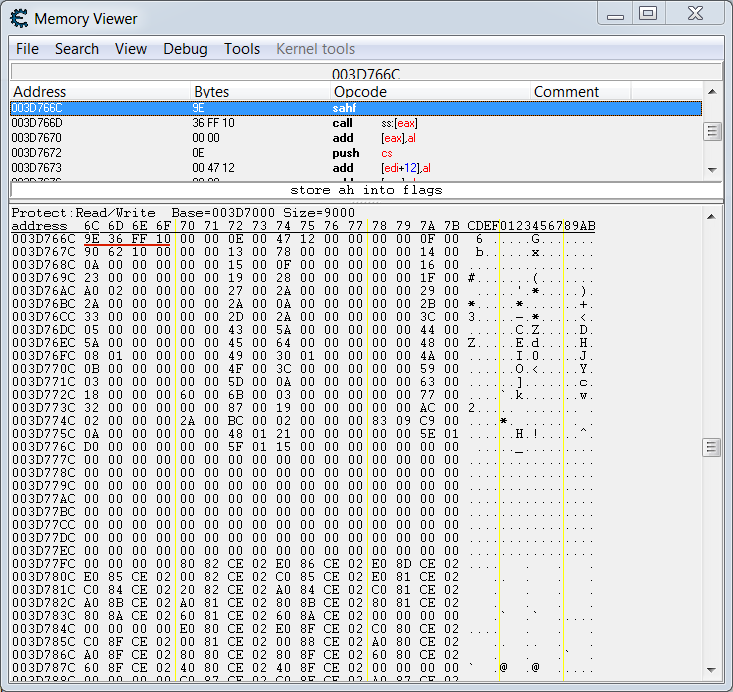 Memory Viewer
File Search View Debug Tools Kernel tools
003D766C
Address Bytes Opcode Comment
003D766C 9E sahf
003D766D 36 FF 10 call ss:[eax]
003D7670 00 00 add [eax],al
003D7672 0E push cs
003D7673 00 47 12 add [edi+12],al
store ah into flags
Protect:Read/Write Base=003D7000 Size=9000
address 6C 6D 6E 6F 70 71 72 73 74 75 76 77 78 79 7A 7B CDEF0123456789AB
003D766C 9E 36 FF 10 00 00 0E 00 47 12 00 00 00 00 0F 00 6......G.......
003D767C 90 62 10 00 00 00 13 00 78 00 00 00 00 00 14 00 b......x.......
003D768C 0A 00 00 00 00 00 15 00 0F 00 00 00 00 00 16 00 ................
003D769C 23 00 00 00 00 00 19 00 28 00 00 00 00 00 1F 00 #.......(.......
003D76AC A0 02 00 00 00 00 27 00 2A 00 00 00 00 00 29 00 .....'.*.....).
003D76BC 2A 00 00 00 00 00 2A 00 0A 00 00 00 00 00 2B 00 *.....*.......+.
003D76CC 33 00 00 00 00 00 2D 00 2A 00 00 00 00 00 3C 00 3.....-.*.....<.
003D76DC 05 00 00 00 00 00 43 00 5A 00 00 00 00 00 44 00 ......C.Z.....D.
003D76EC 5A 00 00 00 00 00 45 00 64 00 00 00 00 00 48 00 Z.....E.d.....H.
003D76FC 08 01 00 00 00 00 49 00 30 01 00 00 00 00 4A 00 ......I.0.....J.
003D770C 0B 00 00 00 00 00 4F 00 3C 00 00 00 00 00 59 00 ......O.<.....Y.
003D771C 03 00 00 00 00 00 5D 00 0A 00 00 00 00 00 63 00 ......].......c.
003D772C 18 00 00 00 00 00 60 00 6B 00 03 00 00 00 00 77 00 ......`.k.....w.
003D773C 32 00 00 00 00 00 87 00 19 00 00 00 00 00 AC 00 2..... ....... .
003D774C 02 00 00 00 00 2A 00 BC 00 02 00 00 00 83 09 C9 00 ...*. ..... . .
003D775C 0A 00 00 00 00 00 48 01 21 00 00 00 00 00 5E 01 ......H.!.....^.
003D776C D0 00 00 00 00 00 5F 01 15 00 00 00 00 00 00 00 ....._.........
003D777C 00 00 00 00 00 00 00 00 00 00 00 00 00 00 00 00 ................
003D778C 00 00 00 00 00 00 00 00 00 00 00 00 00 00 00 00 ................
003D779C 00 00 00 00 00 00 00 00 00 00 00 00 00 00 00 00 ................
003D77AC 00 00 00 00 00 00 00 00 00 00 00 00 00 00 00 00 ................
003D77BC 00 00 00 00 00 00 00 00 00 00 00 00 00 00 00 00 ................
003D77CC 00 00 00 00 00 00 00 00 00 00 00 00 00 00 00 00 ................
003D77DC 00 00 00 00 00 00 00 00 00 00 00 00 00 00 00 00 ................
003D77EC 00 00 00 00 00 00 00 00 00 00 00 00 00 00 00 00 ................
003D77FC 00 00 00 00 80 82 CE 02 E0 86 CE 02 E0 8D CE 02
003D780C E0 85 CE 02 00 82 CE 02 C0 85 CE 02 E0 81 CE 02
003D781C C0 84 CE 02 20 82 CE 02 A0 84 CE 02 C0 81 CE 02
003D782C A0 8B CE 02 A0 81 CE 02 80 8B CE 02 80 81 CE 02
003D783C 80 8A CE 02 60 81 CE 02 60 8A CE 02 00 00 00 00
003D784C 00 00 00 00 E0 80 CE 02 E0 8F CE 02 C0 80 CE 02
003D785C C0 8F CE 02 00 81 CE 02 00 88 CE 02 A0 80 CE 02
003D786C A0 8F CE 02 80 80 CE 02 80 8F CE 02 60 80 CE 02
003D787C 60 8F CE 02 40 80 CE 02 40 8F CE 02 00 00 00 00